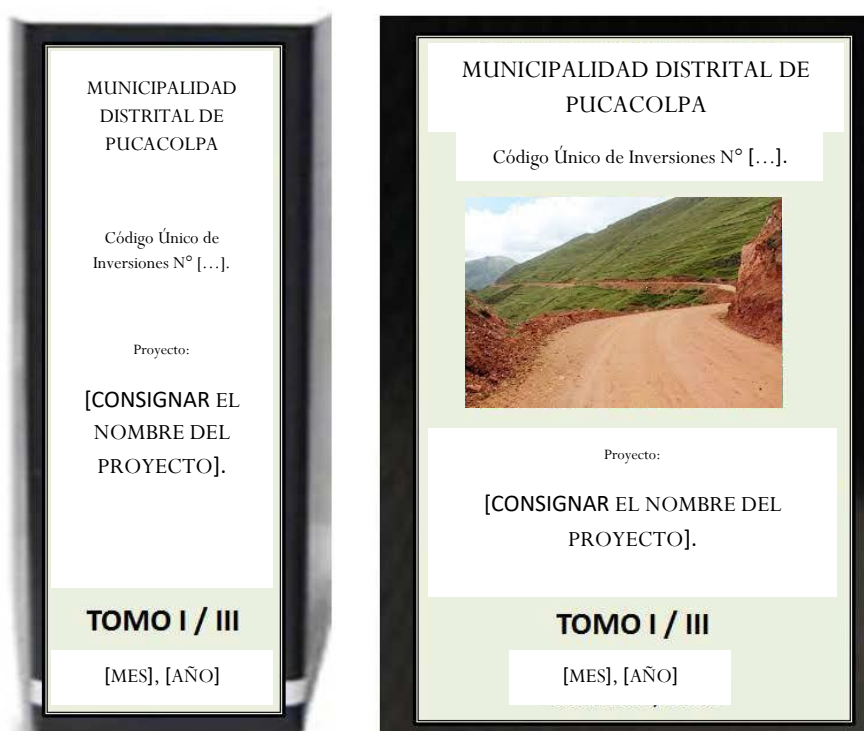 MUNICIPALIDAD
DISTRITAL DE
PUCACOLPA
Código Único de
Inversiones N° […].
Proyecto:
[CONSIGNAR EL
NOMBRE DEL
PROYECTO].
TOMO I / III
[MES], [AÑO]
MUNICIPALIDAD DISTRITAL DE
PUCACOLPA
Código Único de Inversiones N° […].
Proyecto:
[CONSIGNAR EL NOMBRE DEL
PROYECTO].
TOMO I / III
[MES], [AÑO]